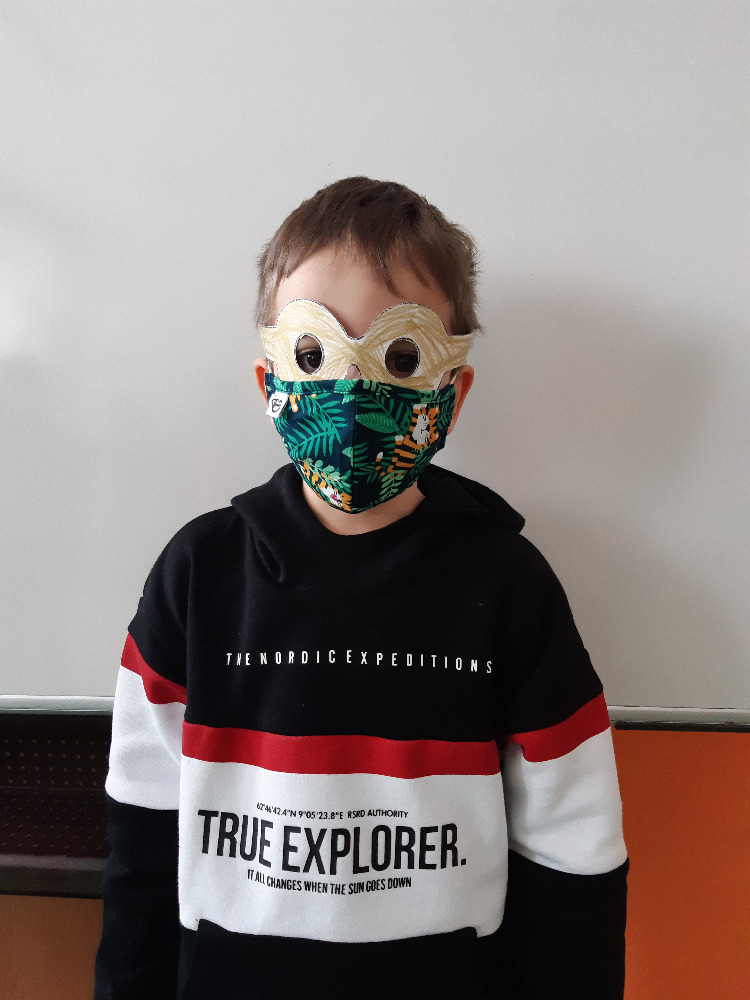 THE NORDIC EXPEDITIONS
62°46'42.4"N 9°05'23.8"E RSRD AUTHORITY
TRUE EXPLORER.
IT ALL CHANGES WHEN THE SUN GOES DOWN